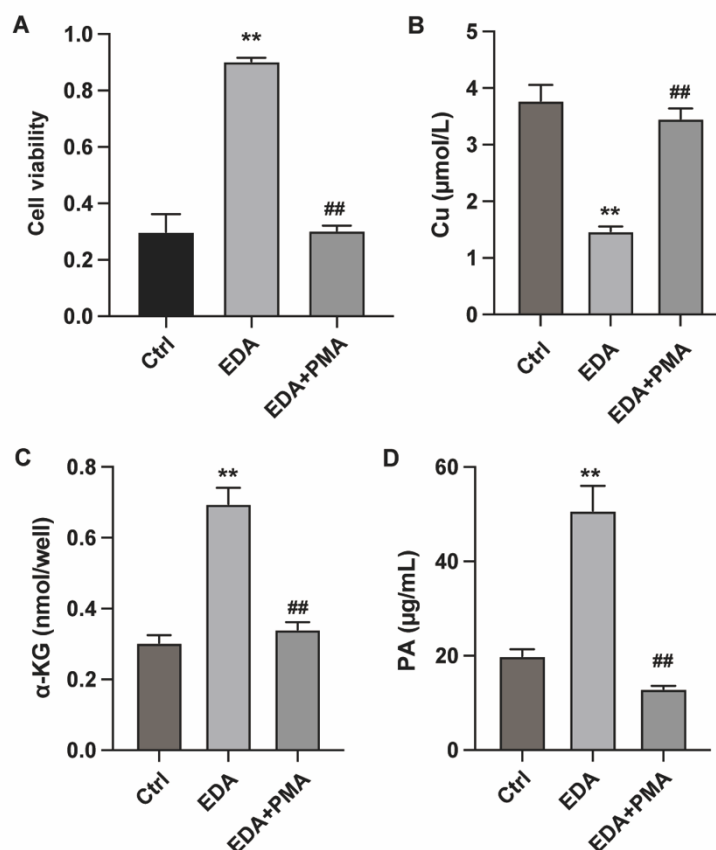 A
Cell viability
1.0
0.8
0.6
0.4
0.2
0.0
**
##
Ctrl
EDA
EDA+PMA
B
Cu (μmol/L)
5
4
3
2
1
0
**
##
Ctrl
EDA
EDA+PMA
C
α-KG (nmol/well)
0.8
0.6
0.4
0.2
0.0
**
##
Ctrl
EDA
EDA+PMA
D
PA (μg/mL)
60
40
20
0
**
##
Ctrl
EDA
EDA+PMA